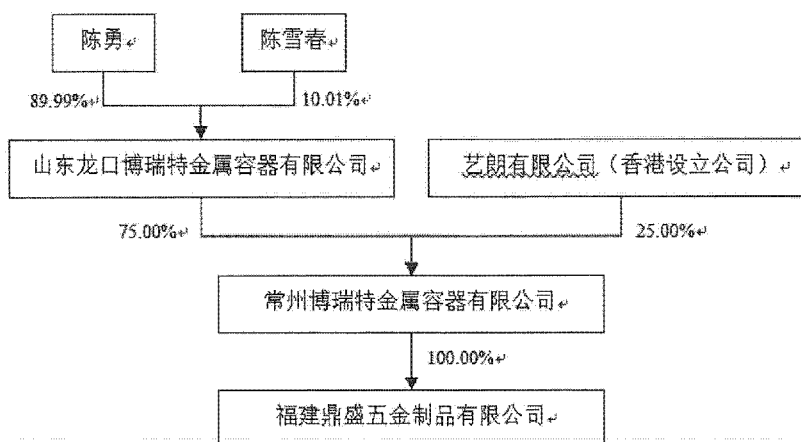 陈勇
陈雪春
89.99%
10.01%
山东龙口博瑞特金属容器有限公司
艺朗有限公司（香港设立公司）
75.00%
25.00%
常州博瑞特金属容器有限公司
100.00%
福建鼎盛五金制品有限公司